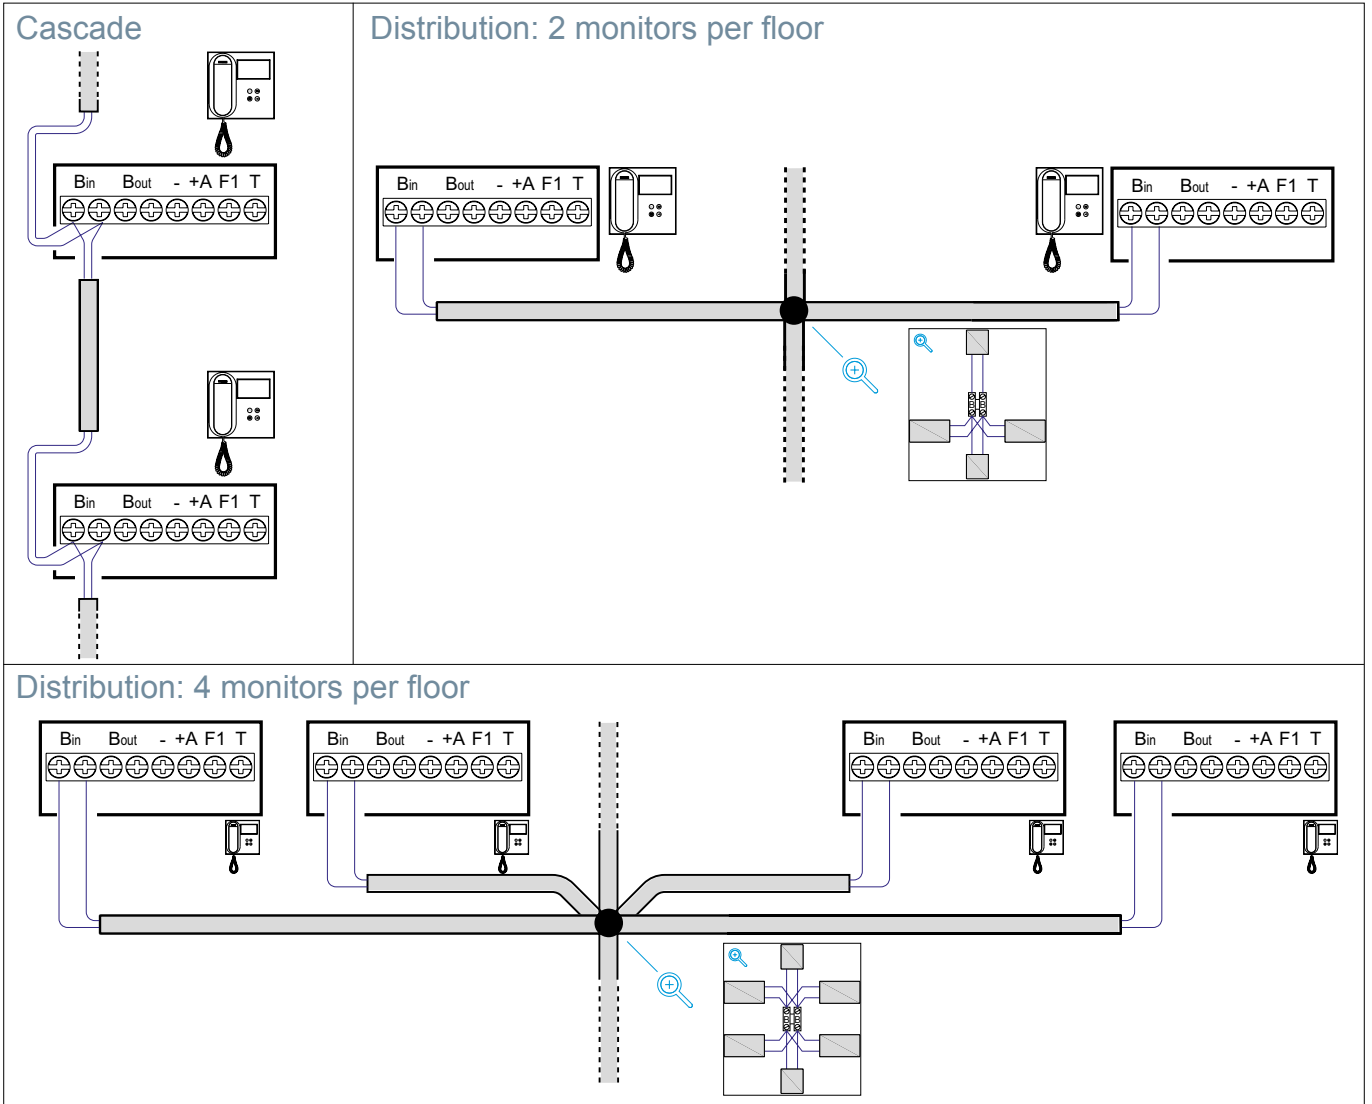 Cascade
Bin Bout - +A F1 T
Bin Bout - +A F1 T
Distribution: 2 monitors per floor
Bin Bout - +A F1 T
Bin Bout - +A F1 T
Distribution: 4 monitors per floor
Bin Bout - +A F1 T
Bin Bout - +A F1 T
Bin Bout - +A F1 T
Bin Bout - +A F1 T